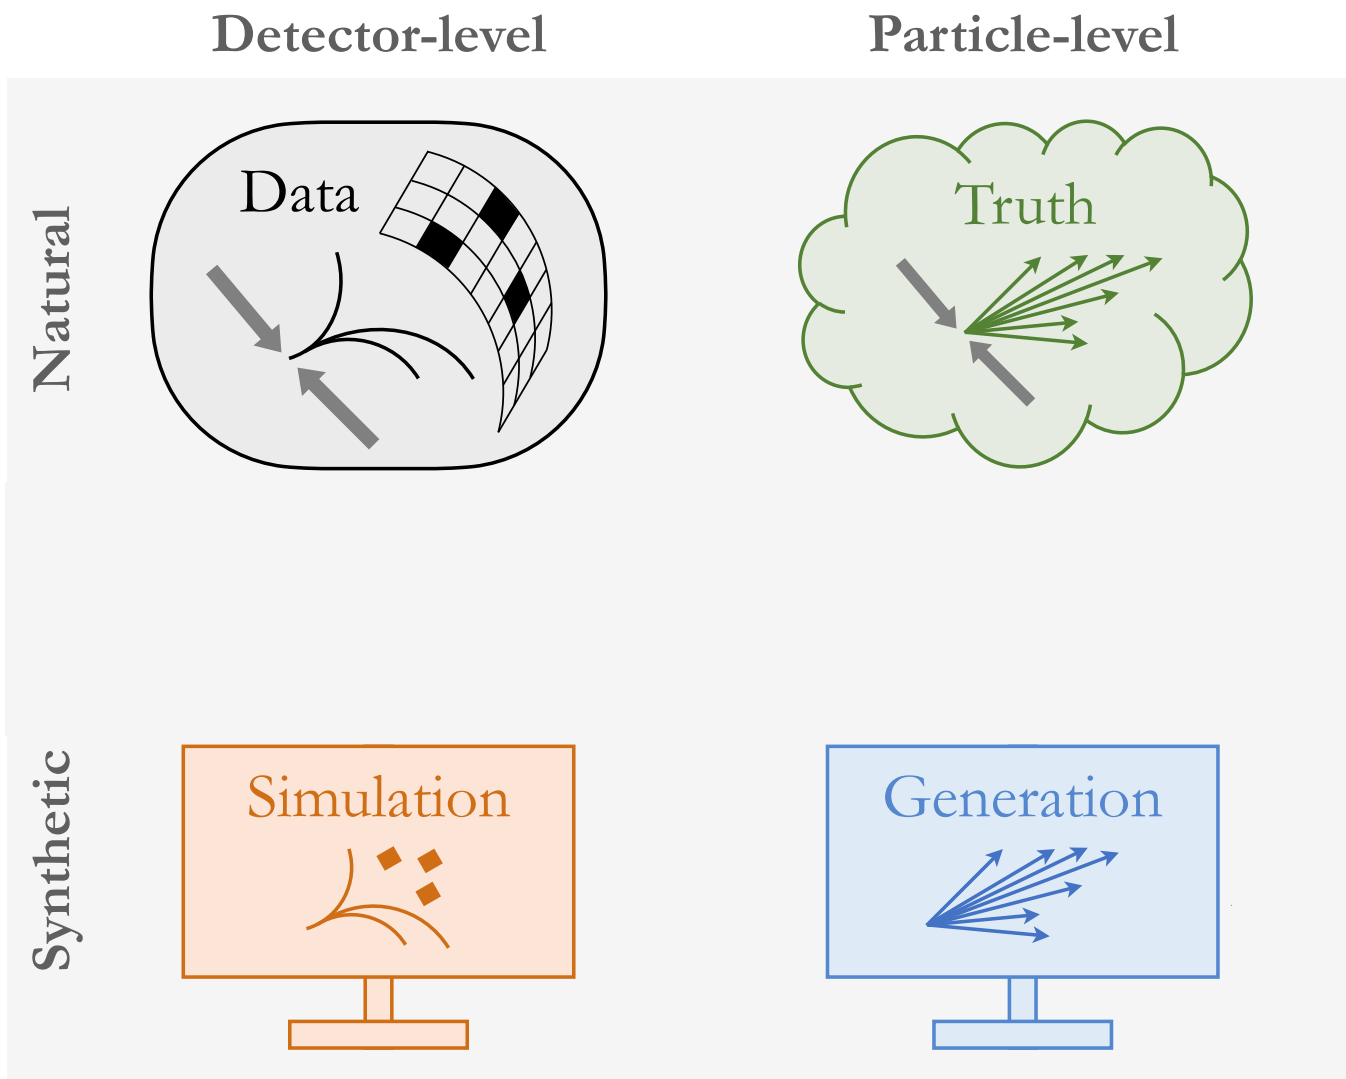 Detector-level
Particle-level
Natural
Data
Truth
Synthetic
Simulation
Generation